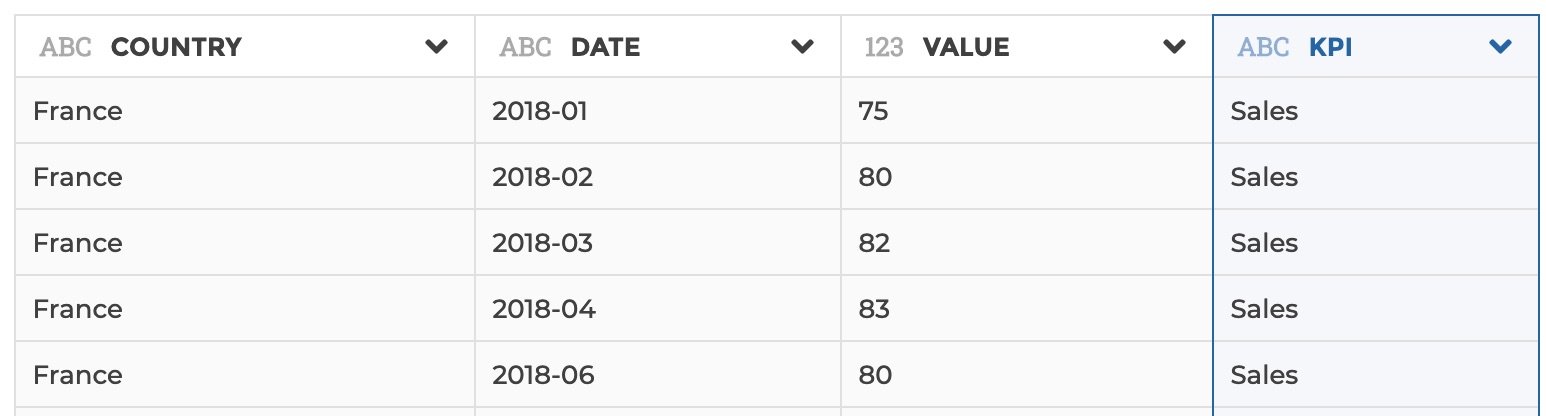 ABC COUNTRY ABC DATE 123 VALUE ABC KPI
France 2018-01 75 Sales
France 2018-02 80 Sales
France 2018-03 82 Sales
France 2018-04 83 Sales
France 2018-06 80 Sales